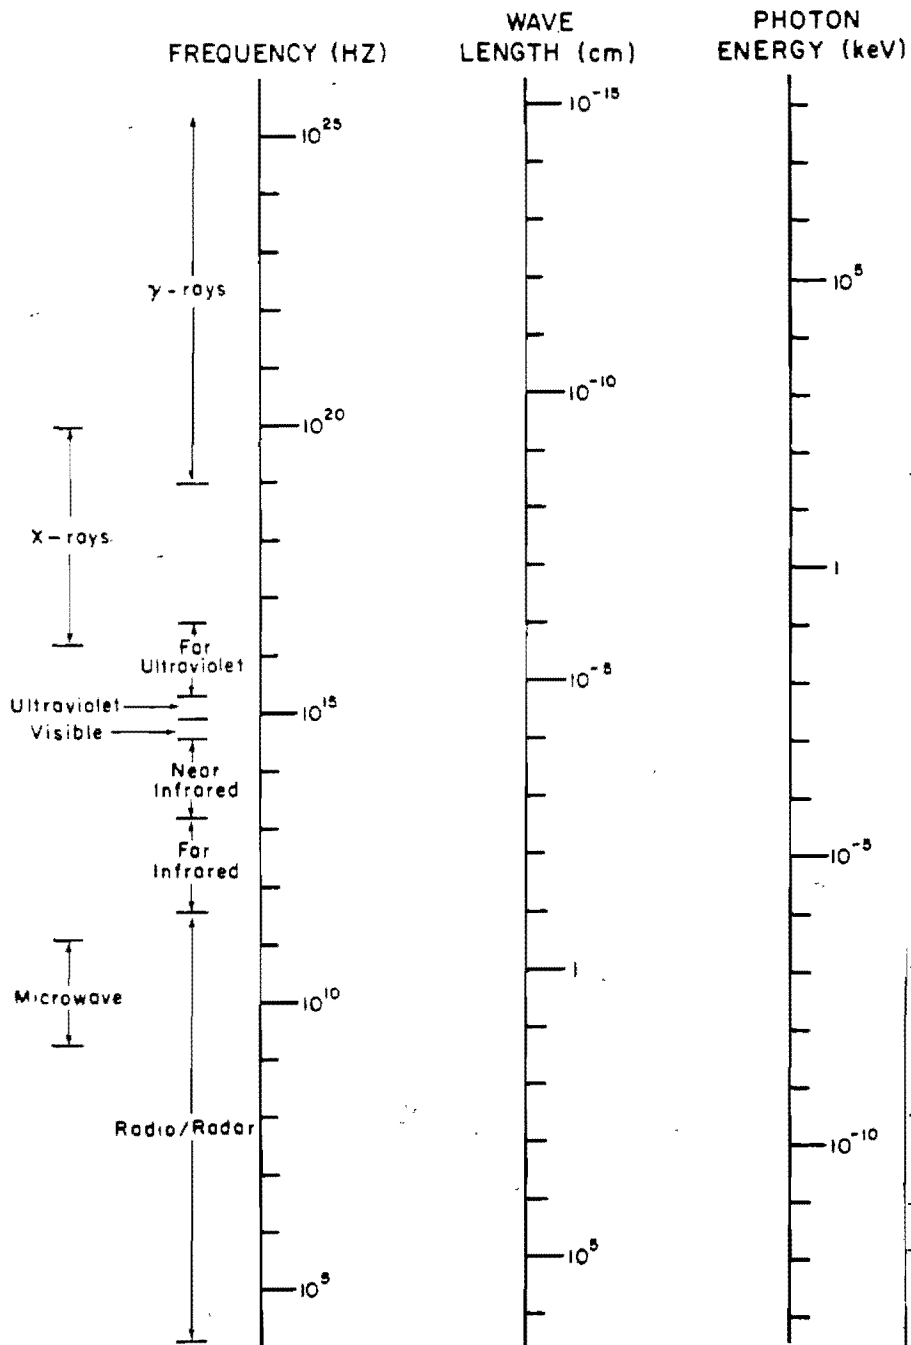 FREQUENCY (HZ)
WAVE
LENGTH (cm)
PHOTON
ENERGY (keV)
10^25
10^20
10^15
10^10
10^5
γ-rays
X-rays
Far
Ultraviolet
Ultraviolet
Visible
Near
Infrared
Far
Infrared
Microwave
Radio/Radar
10^-15
10^-10
10^-5
1
10^5
10^5
1
10^-5
10^-10